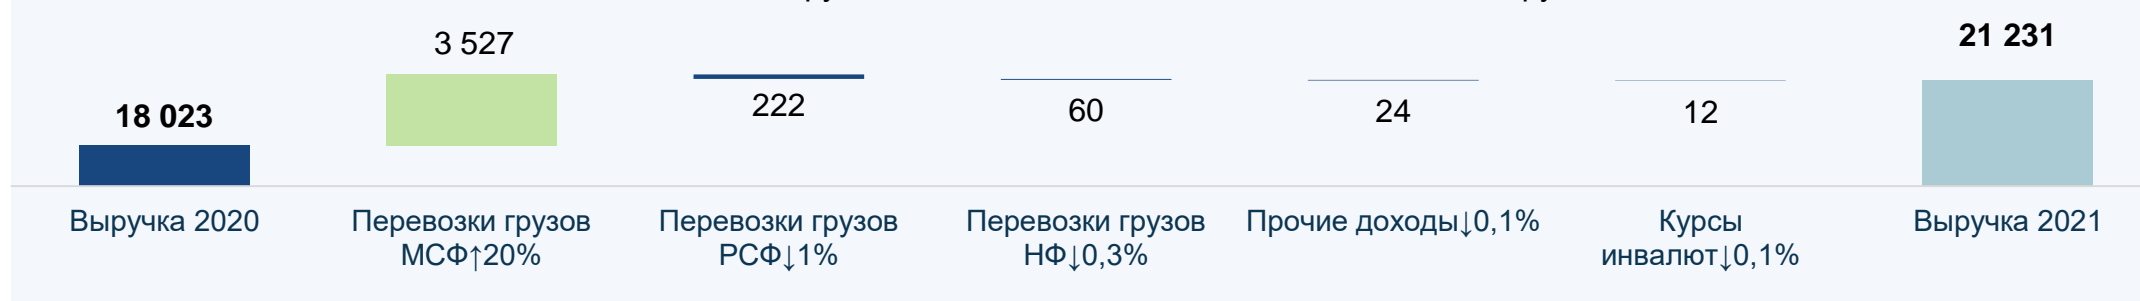 3 527
21 231
18 023
222
60
24
12
Выручка 2020
Перевозки грузов
МСФ↑20%
Перевозки грузов
РСФ↓1%
Перевозки грузов
НФ↓0,3%
Прочие доходы↓0,1%
Курсы
инвалют↓0,1%
Выручка 2021